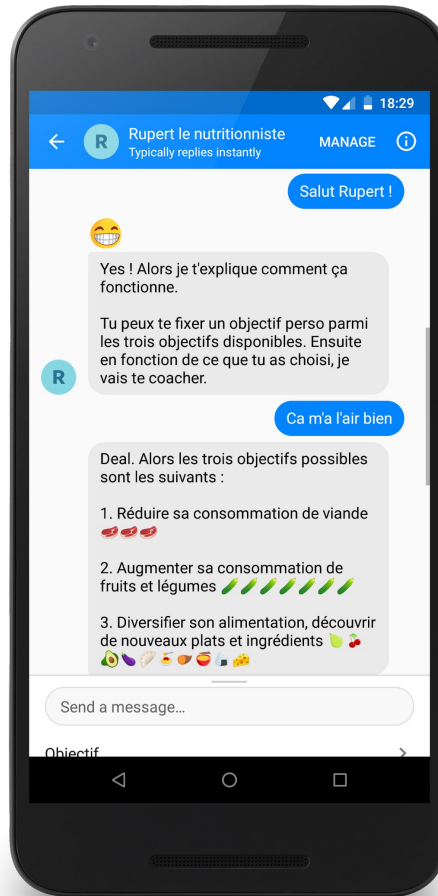 18:29
R
Rupert le nutritionniste
Typically replies instantly
MANAGE
Salut Rupert !
Yes ! Alors je t'explique comment ça
fonctionne.
Tu peux te fixer un objectif perso parmi
les trois objectifs disponibles. Ensuite
en fonction de ce que tu as choisi, je
vais te coacher.
R
Ca m'a l'air bien
Deal. Alors les trois objectifs possibles
sont les suivants :
1. Réduire sa consommation de viande
2. Augmenter sa consommation de
fruits et légumes
3. Diversifier son alimentation, découvrir
de nouveaux plats et ingrédients
Send a message...
Objectif